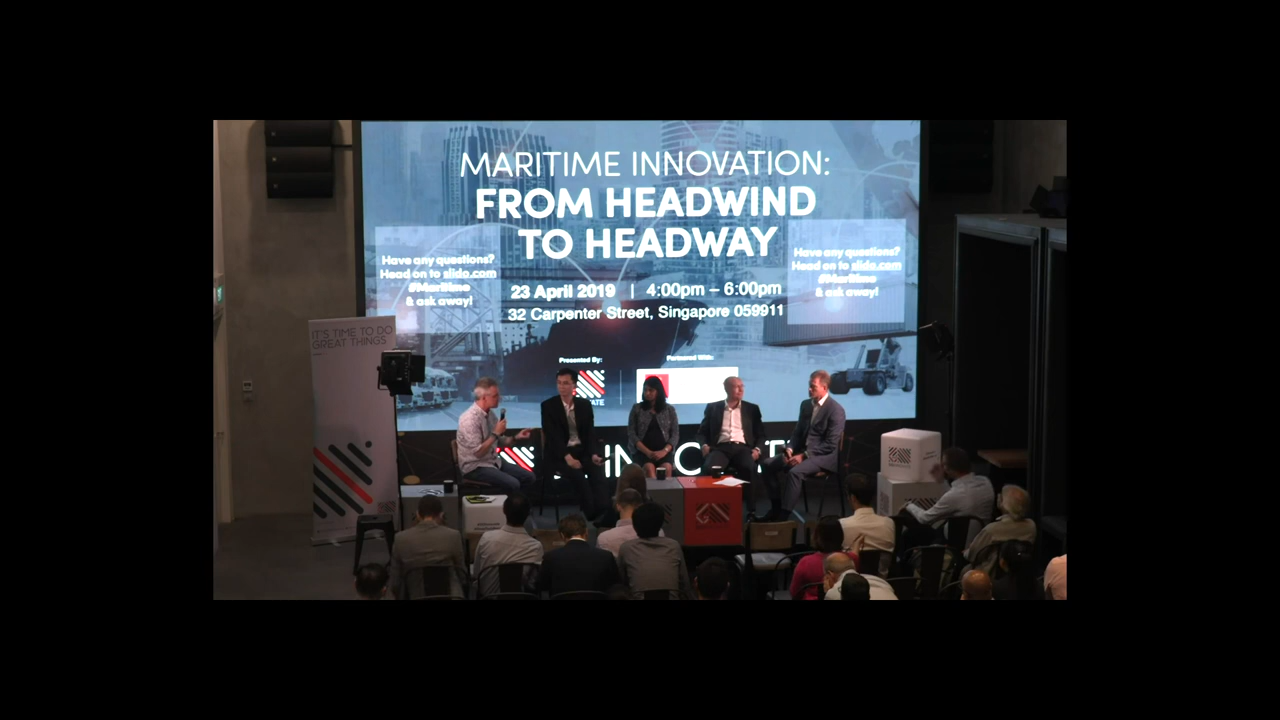 MARITIME INNOVATION:
FROM HEADWIND
TO HEADWAY
Have any questions?
Head on to slido.com
#Maritime
& ask away!
Have any questions?
Head on to slido.com
#Maritime
& ask away!
23 April 2019 | 4:00pm – 6:00pm
32 Carpenter Street, Singapore 059911
Presented By:
Partnered With:
IT'S TIME TO DO
GREAT THINGS